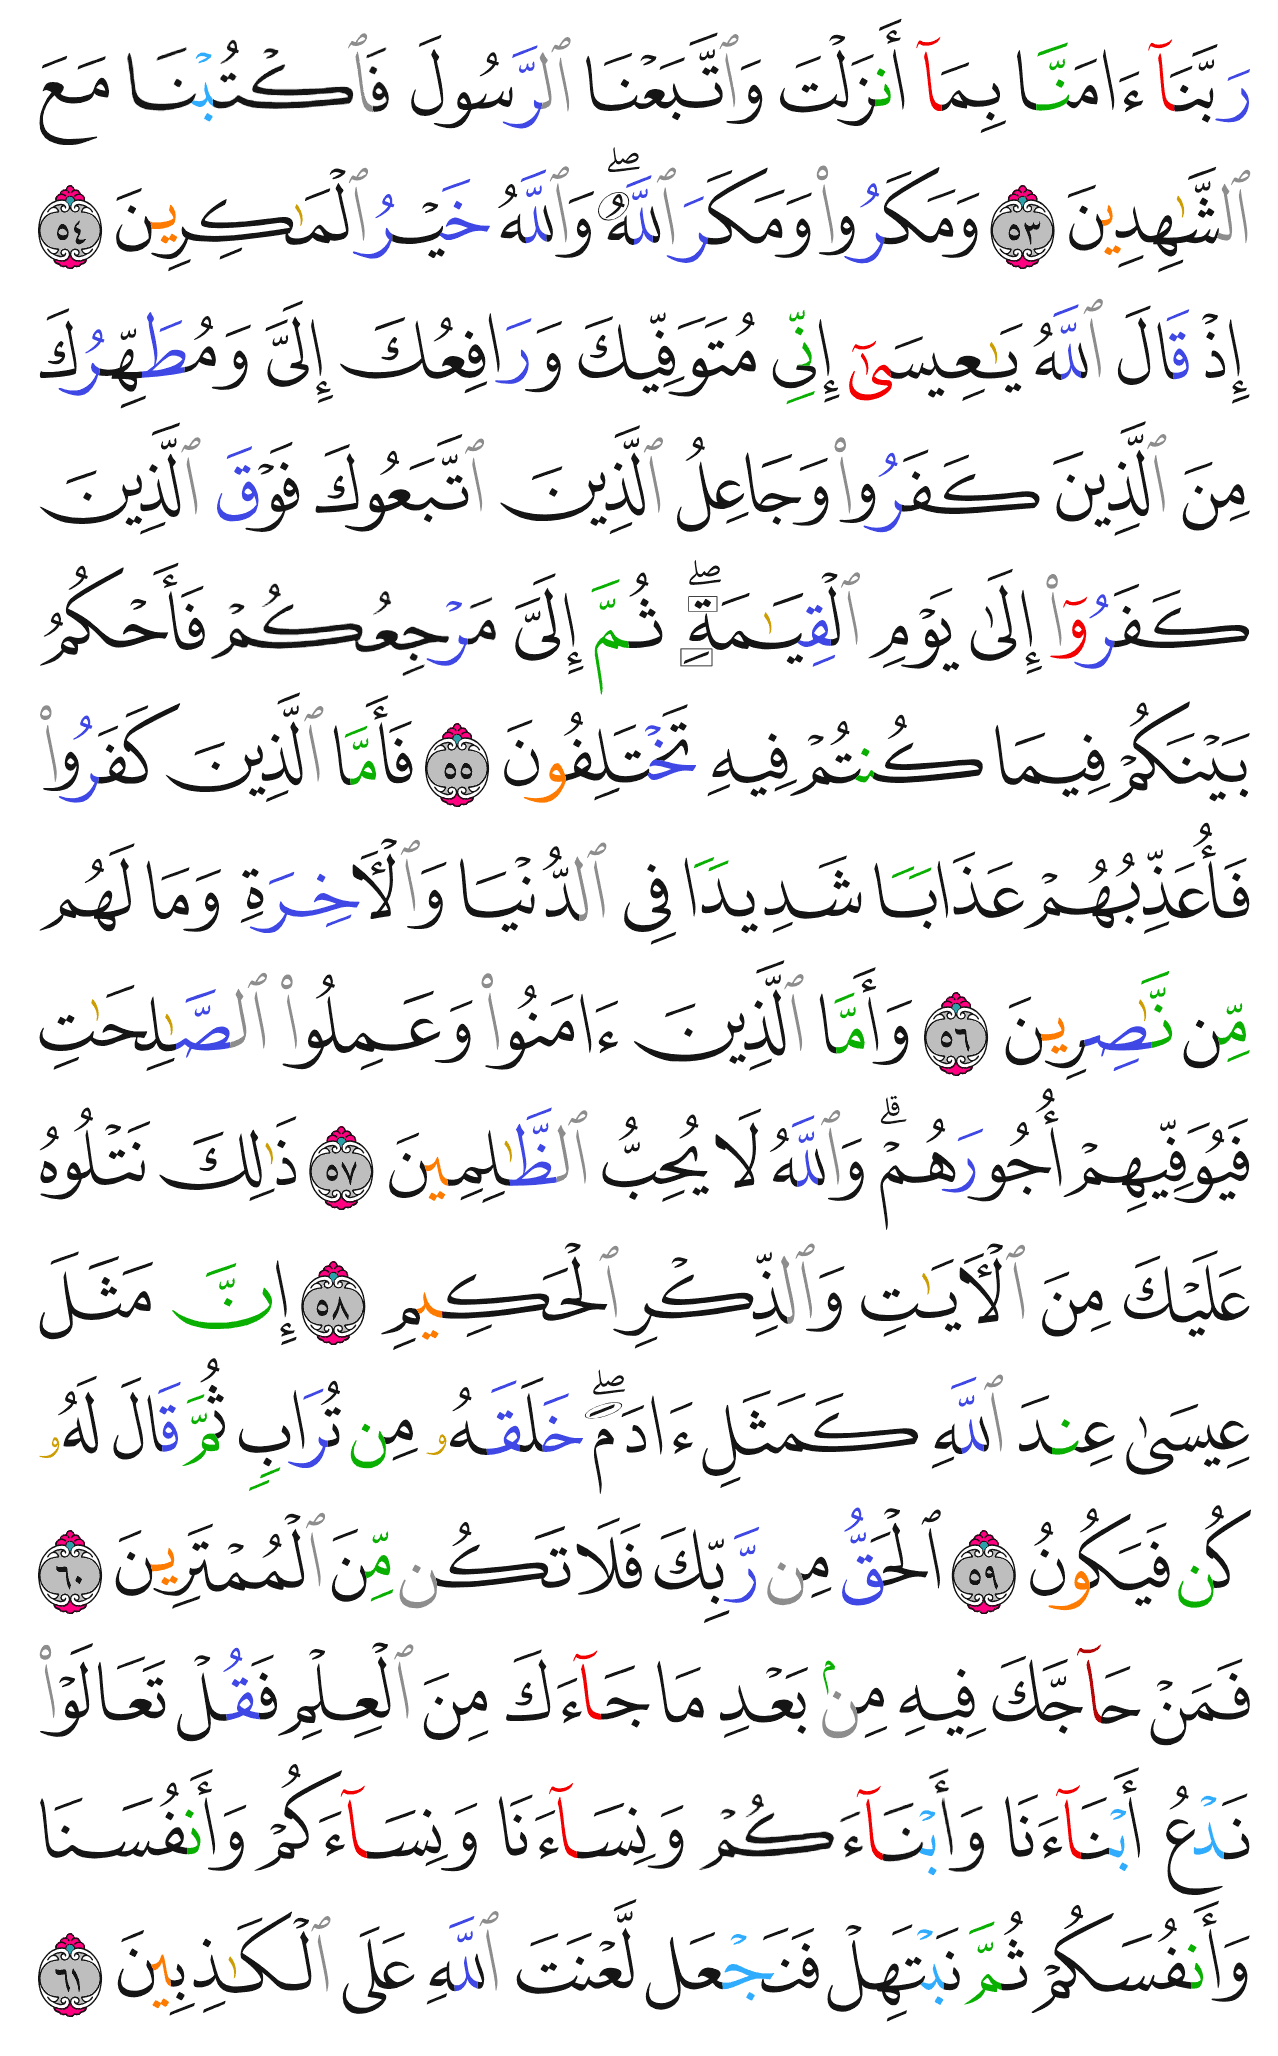 رَبَّنَآ ءَامَنَّا بِمَآ أَنزَلْتَ وَٱتَّبَعْنَا ٱلرَّسُولَ فَٱكْتُبْنَا مَعَ
ٱلشَّٰهِدِينَ ٥٣ وَمَكَرُوا۟ وَمَكَرَ ٱللَّهُ ۖ وَٱللَّهُ خَيْرُ ٱلْمَٰكِرِينَ ٥٤
إِذْ قَالَ ٱللَّهُ يَٰعِيسَىٰٓ إِنِّى مُتَوَفِّيكَ وَرَافِعُكَ إِلَىَّ وَمُطَهِّرُكَ
مِنَ ٱلَّذِينَ كَفَرُوا۟ وَجَاعِلُ ٱلَّذِينَ ٱتَّبَعُوكَ فَوْقَ ٱلَّذِينَ
كَفَرُوٓا۟ إِلَىٰ يَوْمِ ٱلْقِيَٰمَةِ ۖ ثُمَّ إِلَىَّ مَرْجِعُكُمْ فَأَحْكُمُ
بَيْنَكُمْ فِيمَا كُنتُمْ فِيهِ تَخْتَلِفُونَ ٥٥ فَأَمَّا ٱلَّذِينَ كَفَرُوا۟
فَأُعَذِّبُهُمْ عَذَابًا شَدِيدًا فِى ٱلدُّنْيَا وَٱلْأَخِرَةِ وَمَا لَهُم
مِّن نَّٰصِرِينَ ٥٦ وَأَمَّا ٱلَّذِينَ ءَامَنُوا۟ وَعَمِلُوا۟ ٱلصَّٰلِحَٰتِ
فَيُوَفِّيهِمْ أُجُورَهُمْ ۗ وَٱللَّهُ لَا يُحِبُّ ٱلظَّٰلِمِينَ ٥٧ ذَٰلِكَ نَتْلُوهُ
عَلَيْكَ مِنَ ٱلْأَيَٰتِ وَٱلذِّكْرِ ٱلْحَكِيمِ ٥٨ إِنَّ مَثَلَ
عِيسَىٰ عِندَ ٱللَّهِ كَمَثَلِ ءَادَمَ ۖ خَلَقَهُۥ مِن تُرَابٍ ثُمَّ قَالَ لَهُۥ
كُن فَيَكُونُ ٥٩ ٱلْحَقُّ مِن رَّبِّكَ فَلَا تَكُن مِّنَ ٱلْمُمْتَرِينَ ٦٠
فَمَنْ حَآجَّكَ فِيهِ مِنۢ بَعْدِ مَا جَآءَكَ مِنَ ٱلْعِلْمِ فَقُلْ تَعَالَوْا۟
نَدْعُ أَبْنَآءَنَا وَأَبْنَآءَكُمْ وَنِسَآءَنَا وَنِسَآءَكُمْ وَأَنفُسَنَا
وَأَنفُسَكُمْ ثُمَّ نَبْتَهِلْ فَنَجْعَل لَّعْنَتَ ٱللَّهِ عَلَى ٱلْكَٰذِبِينَ ٦١